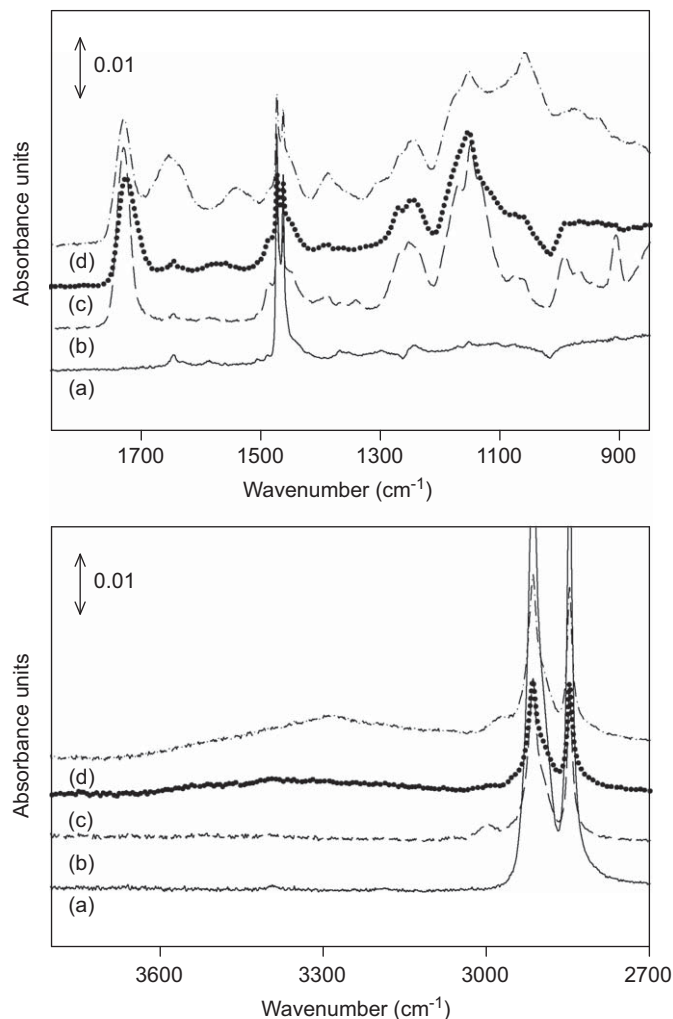 0.01
Absorbance units
(d)
(c)
(b)
(a)
1700 1500 1300 1100 900
Wavenumber (cm⁻¹)
0.01
Absorbance units
(d)
(c)
(b)
(a)
3600 3300 3000 2700
Wavenumber (cm⁻¹)